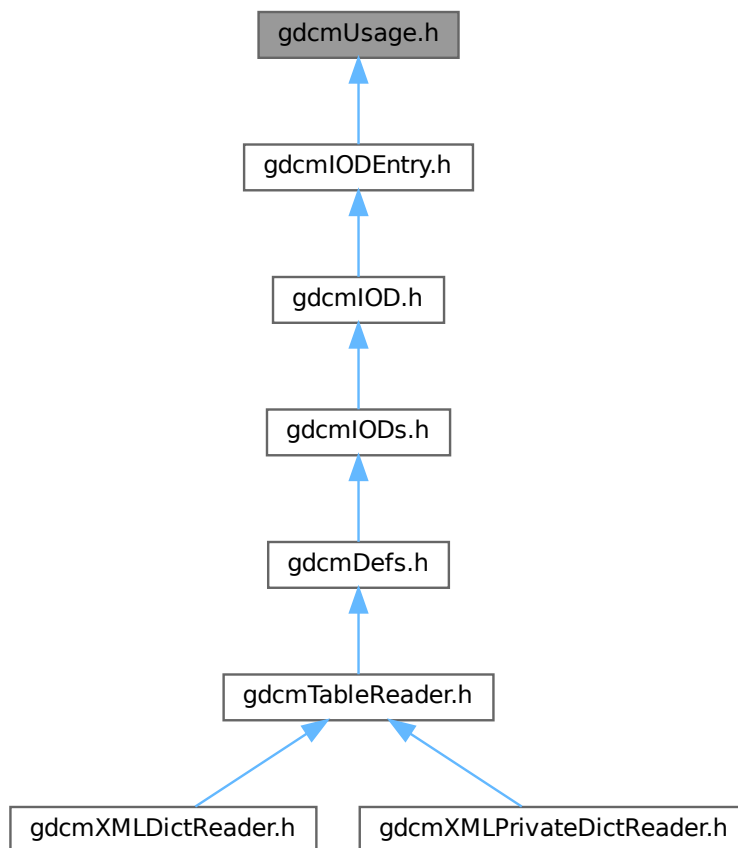 gdcmUsage.h
gdcmIODEntry.h
gdcmIOD.h
gdcmIODs.h
gdcmDefs.h
gdcmTableReader.h
gdcmXMLDictReader.h
gdcmXMLPrivateDictReader.h